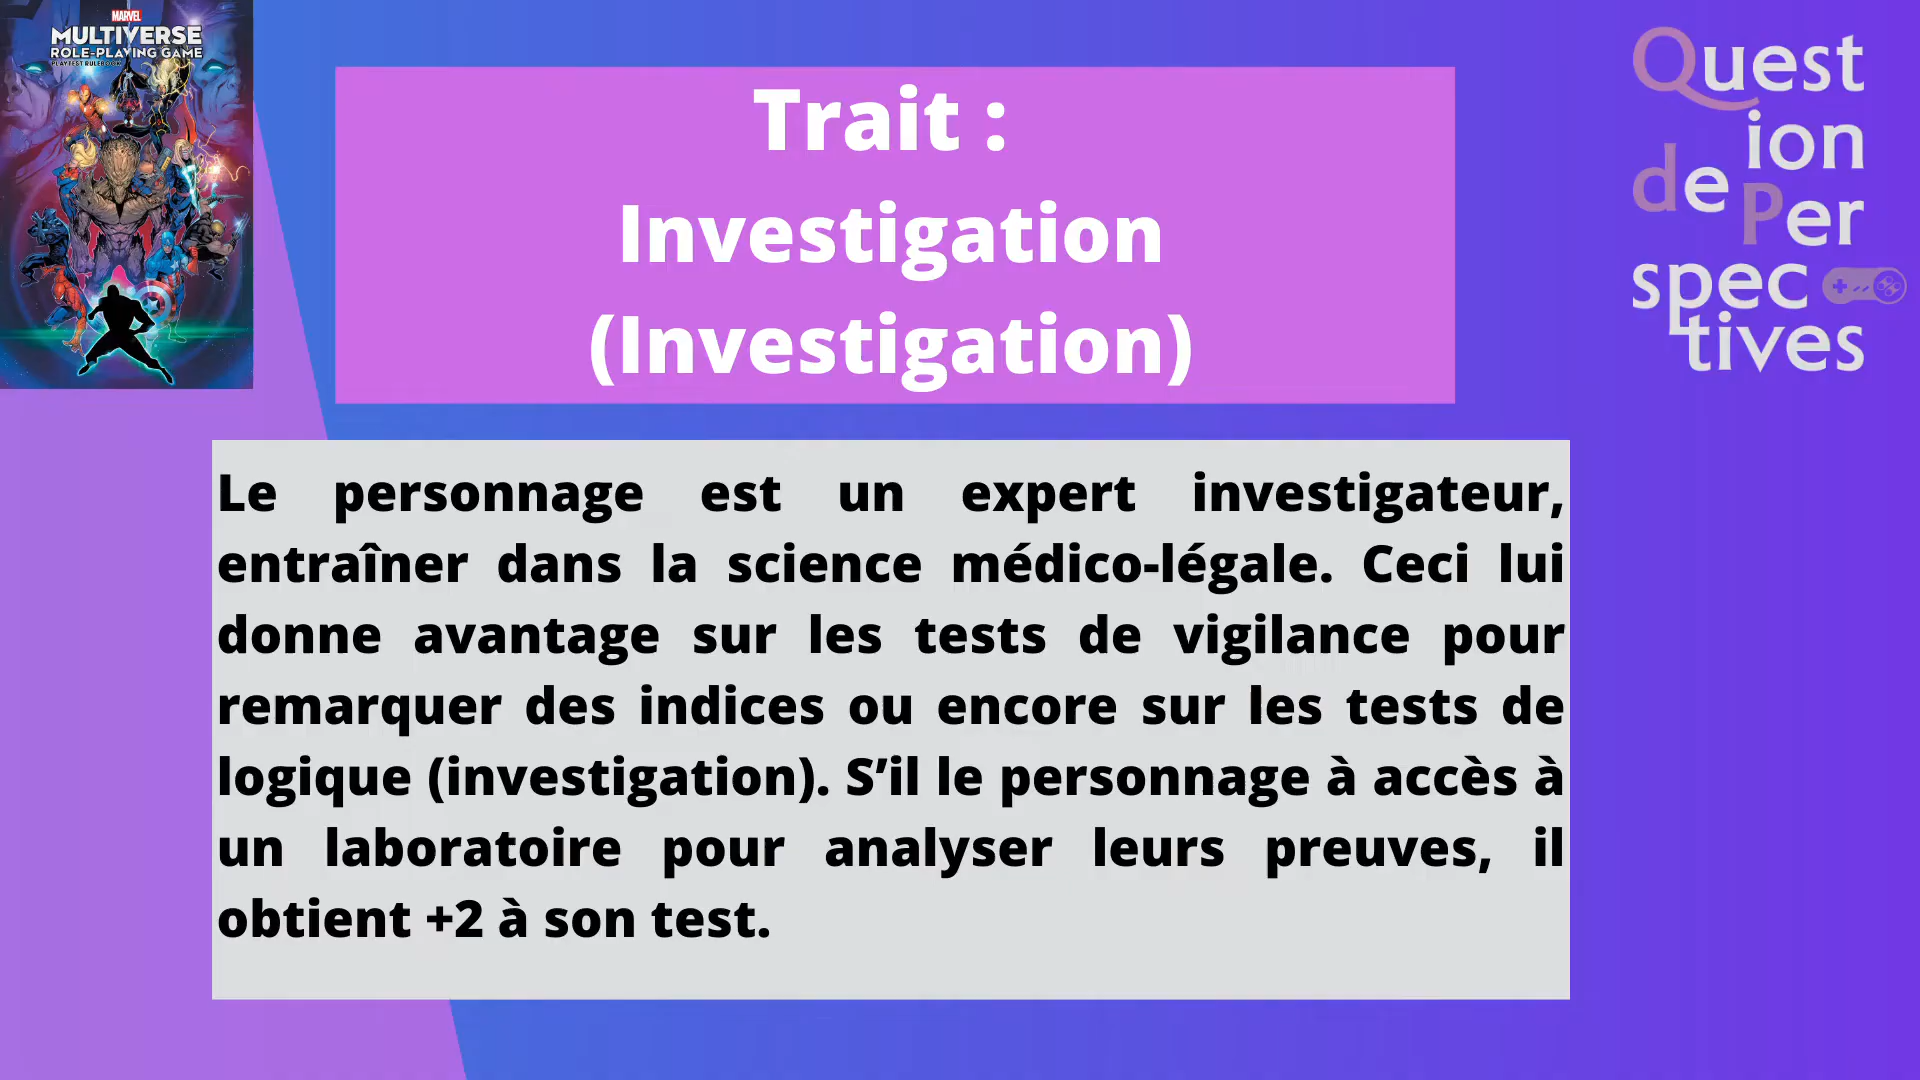 MARVEL
MULTIVERSE
ROLE-PLAYING GAME
PLAYTEST RULEBOOK
Trait :
Investigation
(Investigation)
Quest
ion
de Per
spec
tives
Le personnage est un expert investigateur,
entraîner dans la science médico-légale. Ceci lui
donne avantage sur les tests de vigilance pour
remarquer des indices ou encore sur les tests de
logique (investigation). S’il le personnage à accès à
un laboratoire pour analyser leurs preuves, il
obtient +2 à son test.